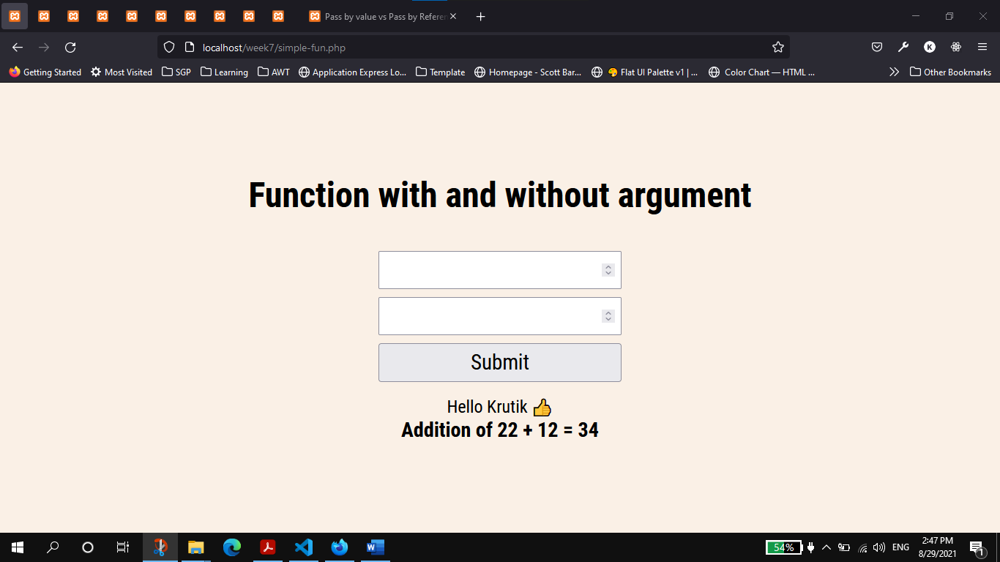 Pass by value vs Pass by Refere
localhost/week7/simple-fun.php
Getting Started Most Visited SGP Learning AWT Application Express Lo... Template Homepage - Scott Bar... Flat UI Palette v1 | ... Color Chart — HTML ... Other Bookmarks
Function with and without argument
Submit
Hello Krutik 👍
Addition of 22 + 12 = 34
54% ENG 2:47 PM
8/29/2021 1